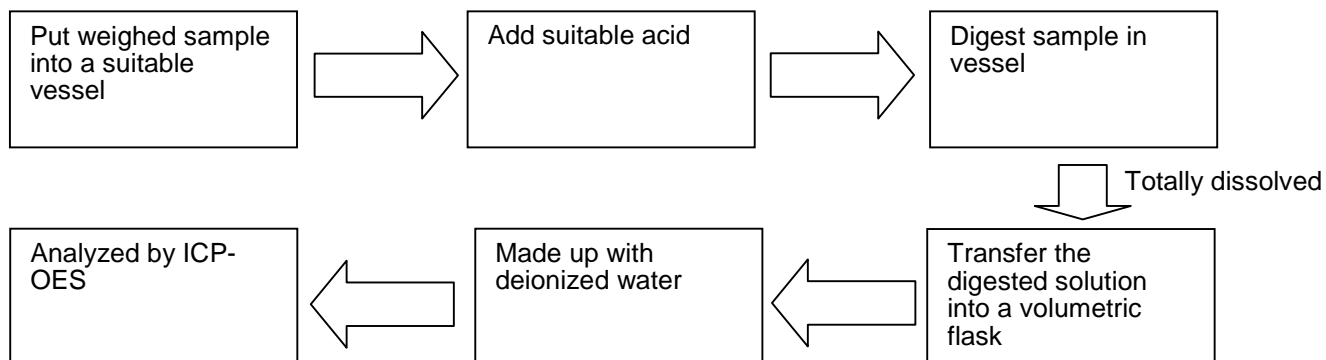 Put weighed sample
into a suitable
vessel
Add suitable acid
Digest sample in
vessel
Totally dissolved
Transfer the
digested solution
into a volumetric
flask
Made up with
deionized water
Analyzed by ICP-
OES